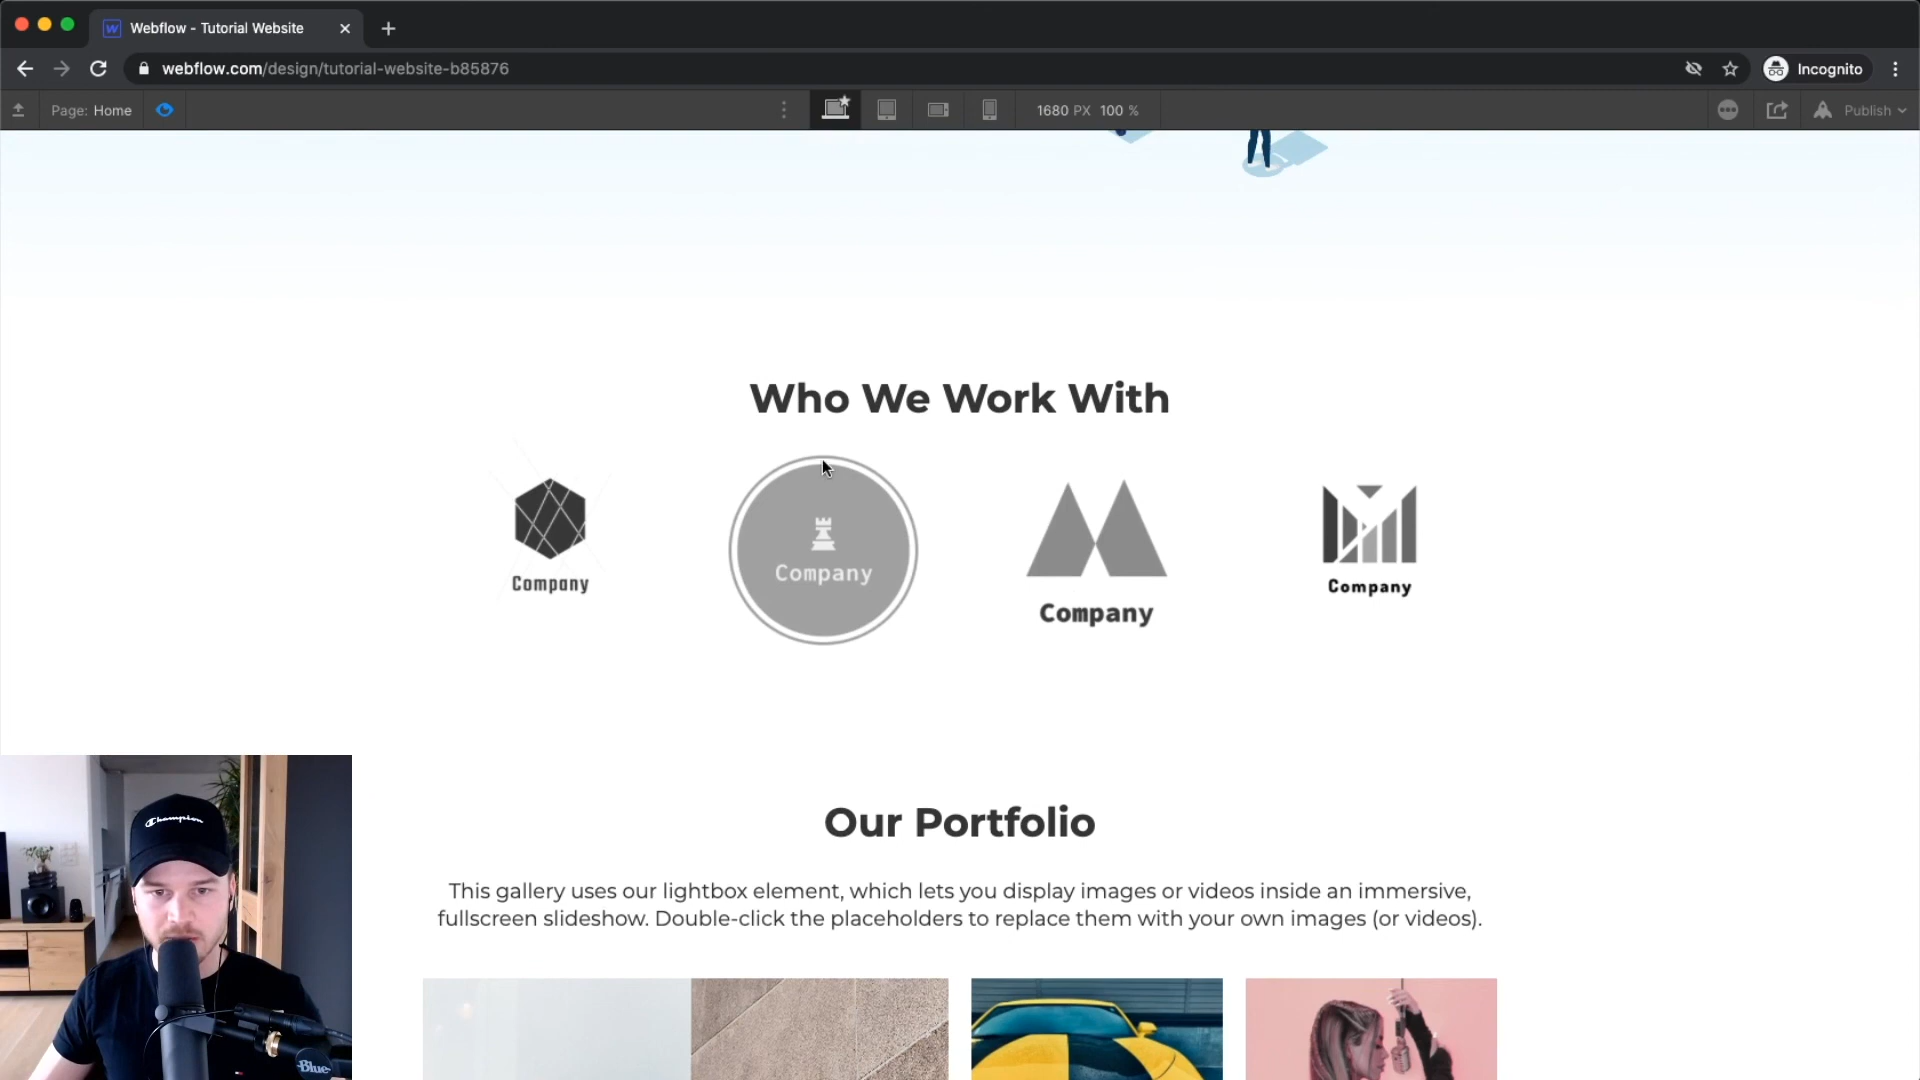 Webflow - Tutorial Website
webflow.com/design/tutorial-website-b85876
Incognito
Page: Home
1680 PX 100 %
Publish
Who We Work With
Company
Company
Company
Company
Our Portfolio
This gallery uses our lightbox element, which lets you display images or videos inside an immersive,
fullscreen slideshow. Double-click the placeholders to replace them with your own images (or videos).
Champion
Blue